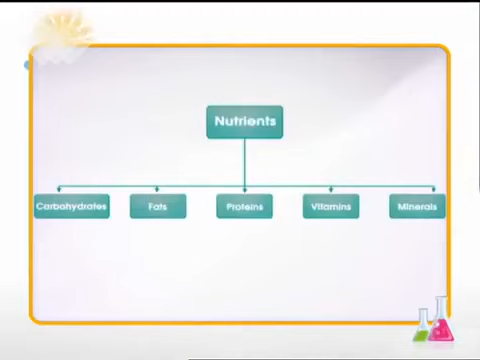 Nutrients
Carbohydrates
Fats
Proteins
Vitamins
Minerals